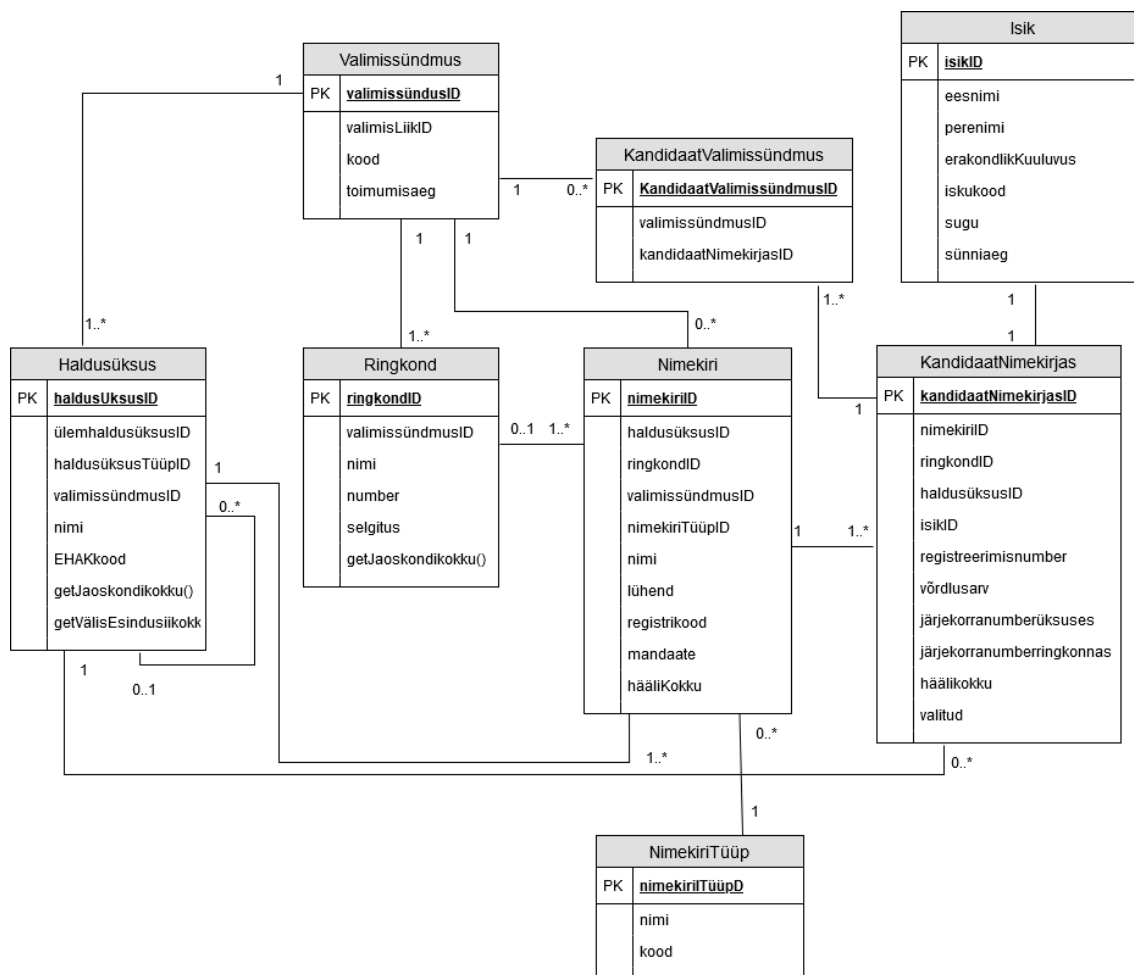 Valimissündmus
PK valimissündusID
valimisLiikID
kood
toimumisaeg
Isik
PK isikID
eesnimi
perenimi
erakondlikKuuluvus
iskukood
sugu
sünniaeg
KandidaatValimissündmus
PK KandidaatValimissündmusID
valimissündmusID
kandidaatNimekirjasID
1
1 0..*
1 1
1..*
1
1
1..* 1..* 0..*
Haldusüksus
PK haldusUksusID
ülemhaldusüksusID
haldusüksusTüüpID
valimissündmusID
nimi
EHAKkood
getJaoskondikokku()
getVälisEsindusiikokk
Ringkond
PK ringkondID
valimissündmusID
nimi
number
selgitus
getJaoskondikokku()
Nimekiri
PK nimekiriID
haldusüksusID
ringkondID
valimissündmusID
nimekiriTüüpID
nimi
lühend
registrikood
mandaate
hääliKokku
KandidaatNimekirjas
PK kandidaatNimekirjasID
nimekiriID
ringkondID
haldusüksusID
isikID
registreerimisnumber
võrdlusarv
järjekorranumberüksuses
järjekorranumberringkonnas
häälikokku
valitud
1
0..1 1..*
1
0..*
1 1..*
1
0..1
1..*
0..*
0..*
1
NimekiriTüüp
PK nimekirilTüüpD
nimi
kood